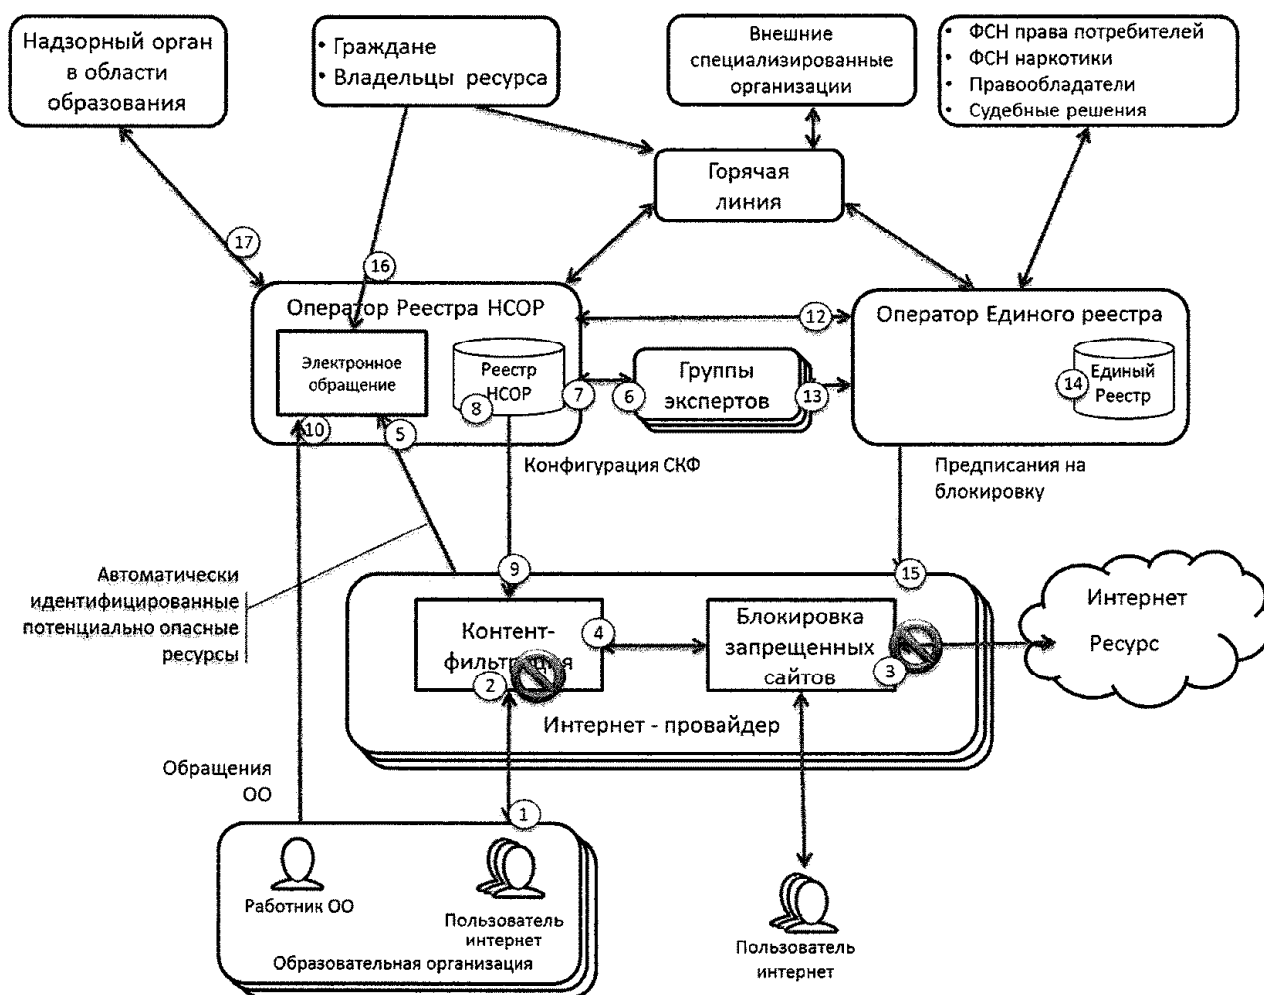 Надзорный орган
в области
образования
• Граждане
• Владельцы ресурса
Внешние
специализированные
организации
• ФСН права потребителей
• ФСН наркотики
• Правообладатели
• Судебные решения
Горячая
линия
17
16
Оператор Реестра НСОР
Электронное
обращение
Реестр
НСОР
8
7
10
5
12
6
Группы
экспертов
13
Оператор Единого реестра
14
Единый
Реестр
Конфигурация СКФ
Предписания на
блокировку
Автоматически
идентифицированные
потенциально опасные
ресурсы
9
15
Контент-
фильтрация
2
4
Блокировка
запрещенных
сайтов
3
Интернет
Ресурс
Интернет - провайдер
Обращения
ОО
1
Работник ОО
Пользователь
интернет
Образовательная организация
Пользователь
интернет